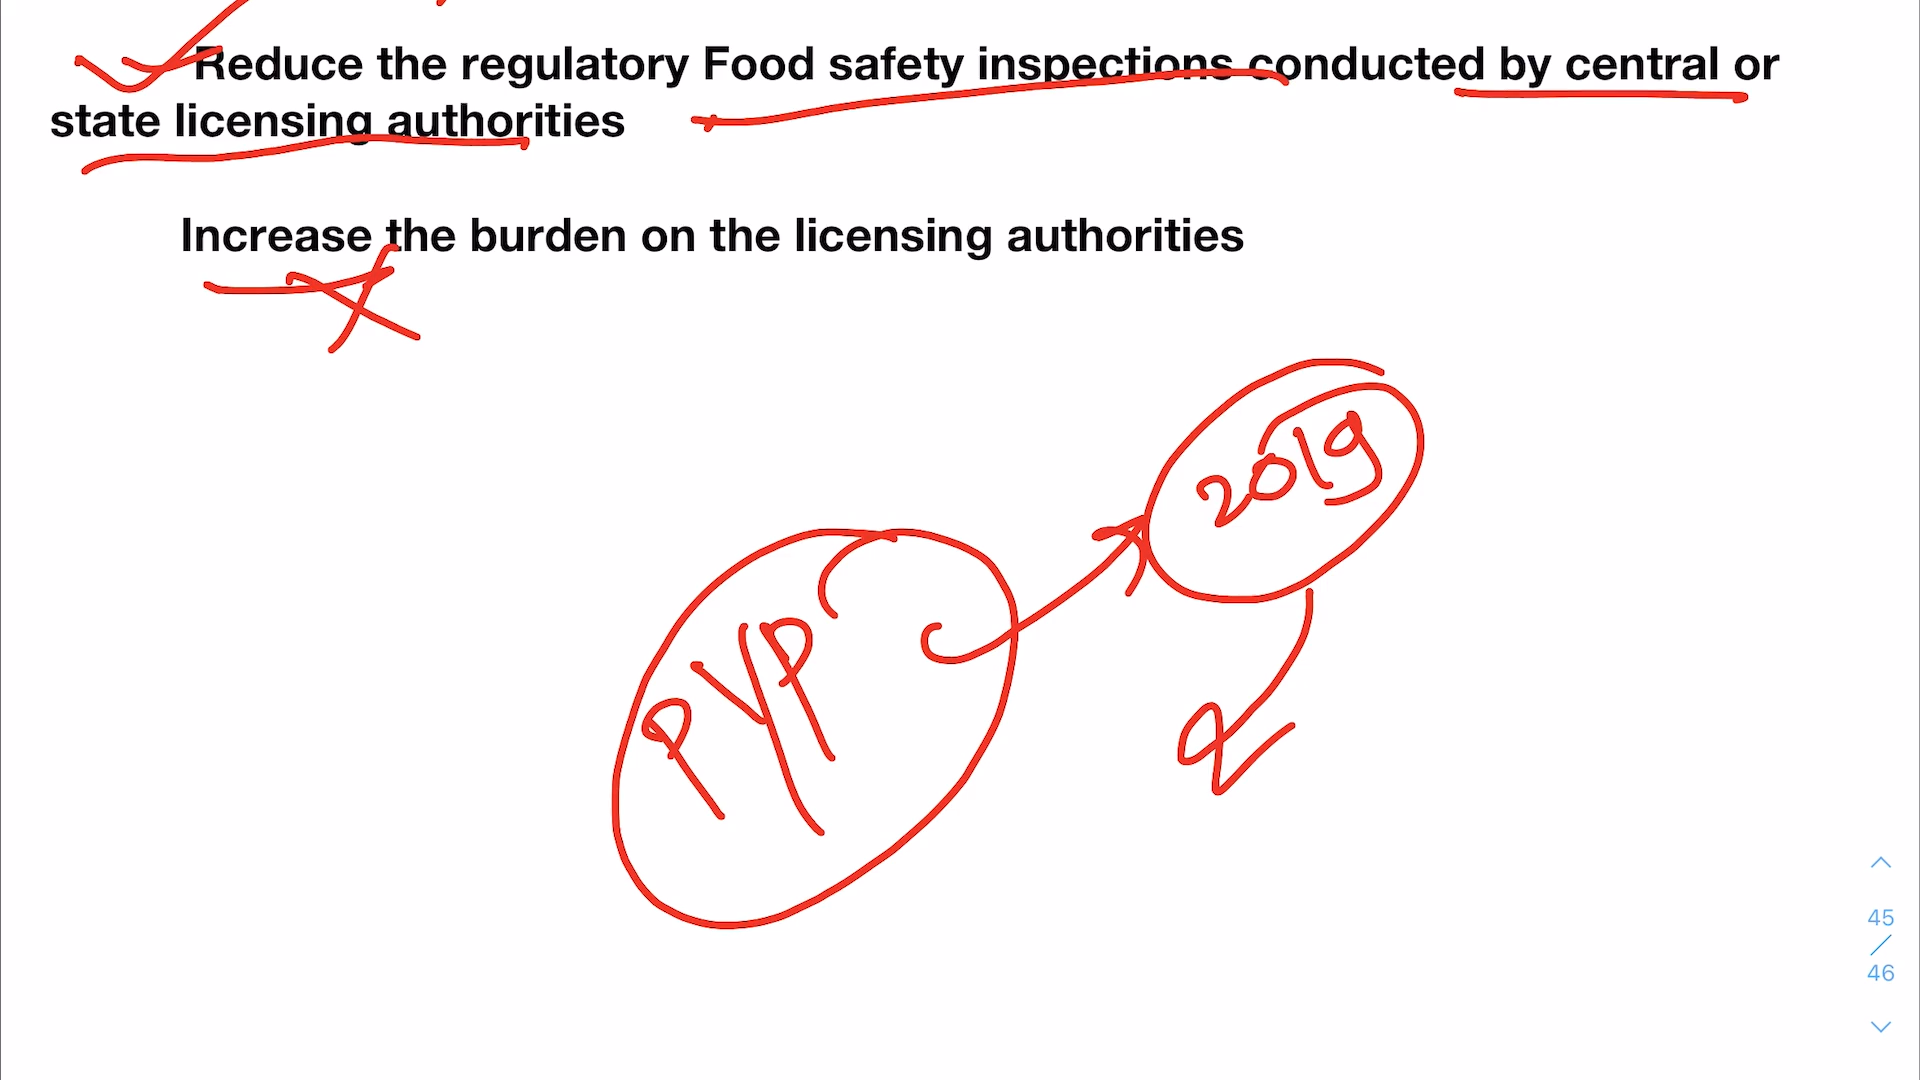 Reduce the regulatory Food safety inspections conducted by central or
state licensing authorities
Increase the burden on the licensing authorities
2019
PYP
45
/
46